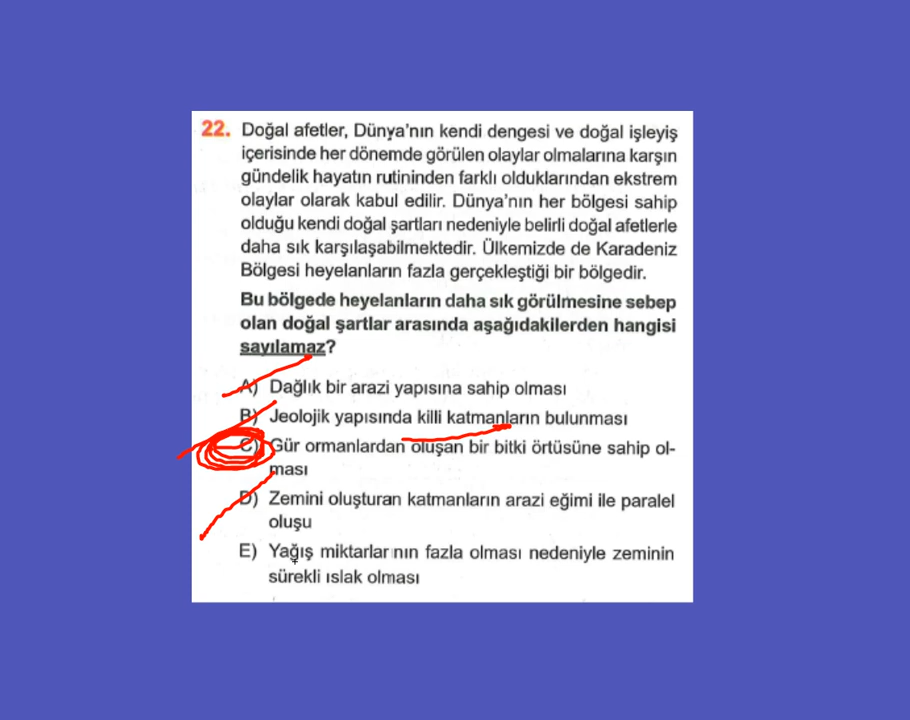 22. Doğal afetler, Dünya'nın kendi dengesi ve doğal işleyiş
içerisinde her dönemde görülen olaylar olmalarına karşın
gündelik hayatın rutininden farklı olduklarından ekstrem
olaylar olarak kabul edilir. Dünya'nın her bölgesi sahip
olduğu kendi doğal şartları nedeniyle belirli doğal afetlerle
daha sık karşılaşabilmektedir. Ülkemizde de Karadeniz
Bölgesi heyelanların fazla gerçekleştiği bir bölgedir.
Bu bölgede heyelanların daha sık görülmesine sebep
olan doğal şartlar arasında aşağıdakilerden hangisi
sayılamaz?
A) Dağlık bir arazi yapısına sahip olması
B) Jeolojik yapısında killi katmanların bulunması
C) Gür ormanlardan oluşan bir bitki örtüsüne sahip ol-
ması
D) Zemini oluşturan katmanların arazi eğimi ile paralel
oluşu
E) Yağış miktarlarının fazla olması nedeniyle zeminin
sürekli ıslak olması